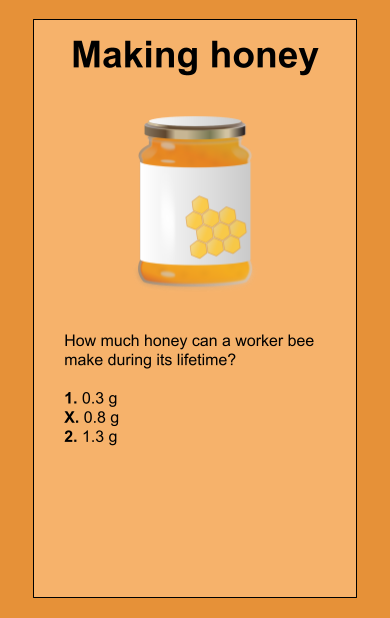 Making honey
How much honey can a worker bee
make during its lifetime?
1. 0.3 g
X. 0.8 g
2. 1.3 g